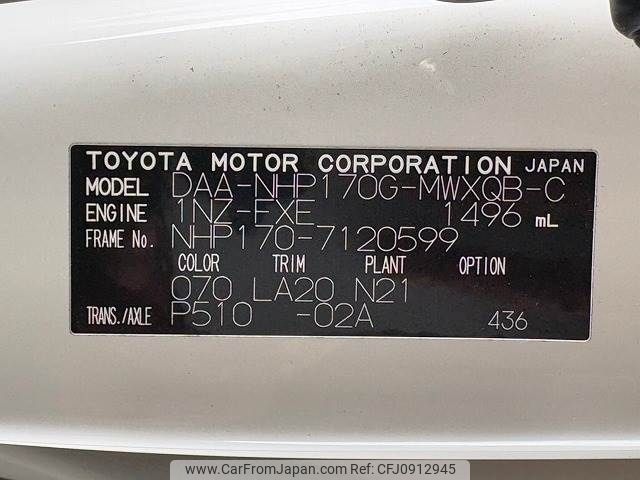 TOYOTA MOTOR CORPORATION JAPAN
MODEL DAA-NHP170G-MWXQB-C
ENGINE 1NZ-FXE 1496 mL
FRAME No. NHP170-7120599
COLOR TRIM PLANT OPTION
070 LA20 N21
TRANS./AXLE P510 -02A 436
www.CarFromJapan.com | Ref No.CFJ0912945